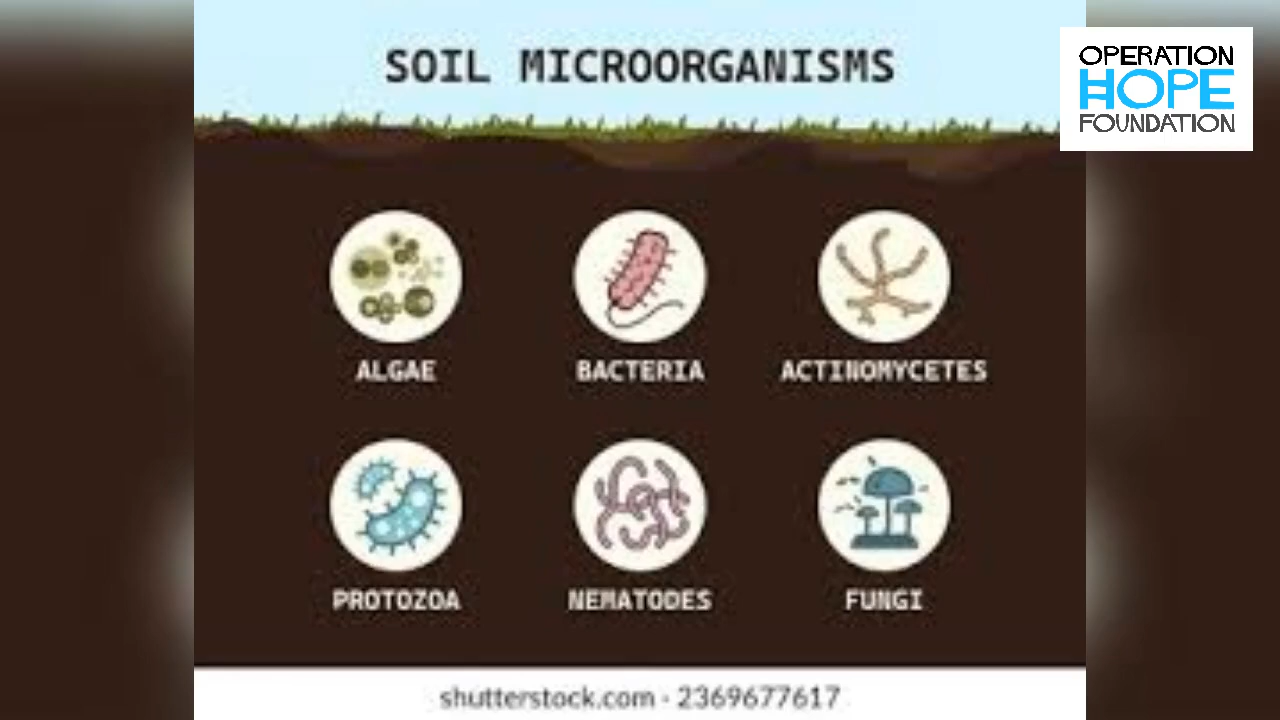 SOIL MICROORGANISMS
OPERATION
HOPE
FOUNDATION
ALGAE
BACTERIA
ACTINOMYCETES
PROTOZOA
NEMATODES
FUNGI
shutterstock.com · 2369677617